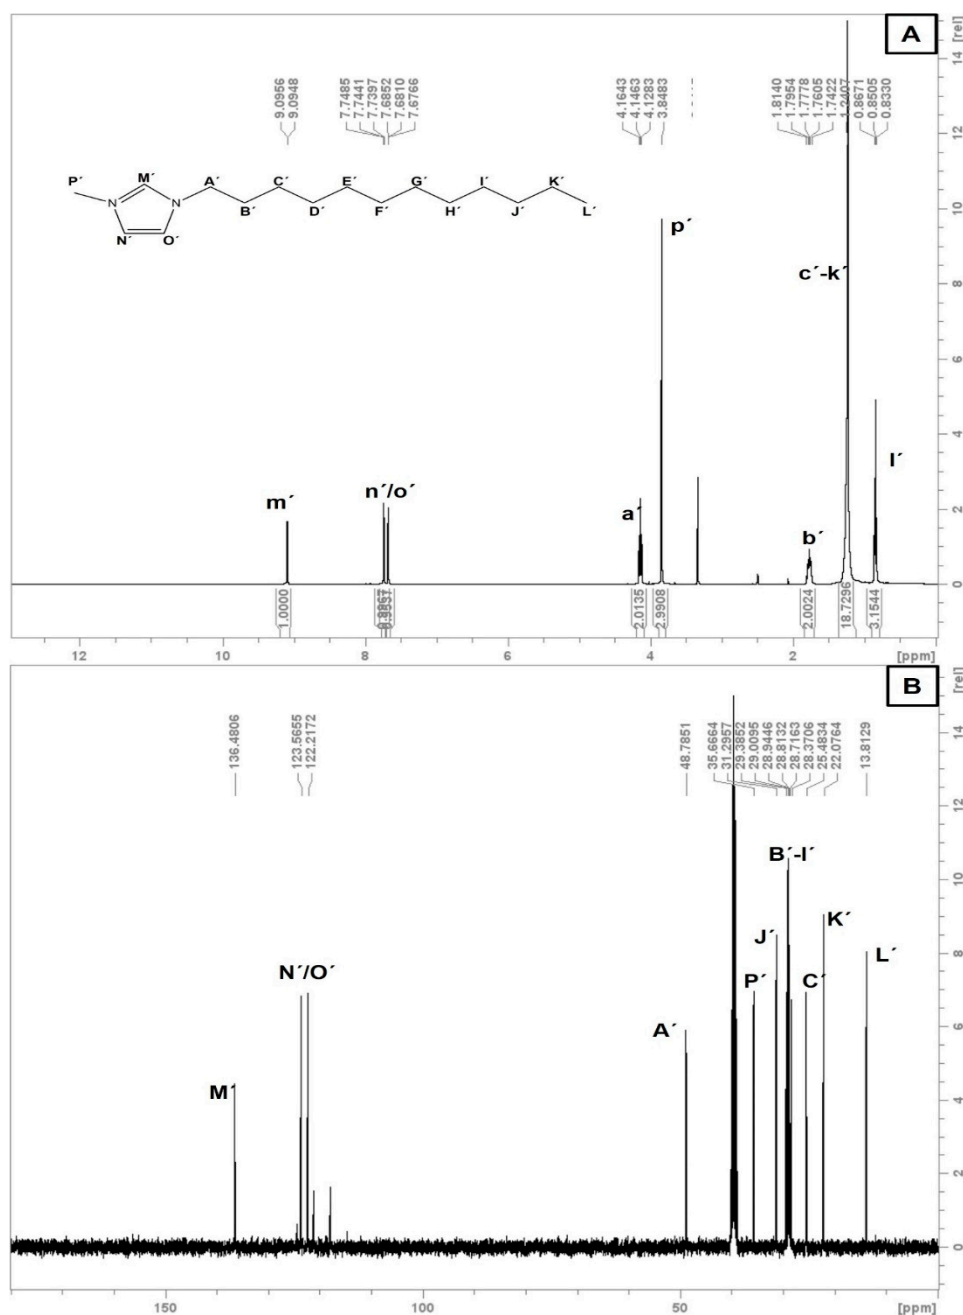 A
[rel]
14
12
10
8
6
4
2
0
9.0956
9.0948
7.7485
7.7441
7.7397
7.6852
7.6810
7.6766
4.1643
4.1463
4.1283
3.8483
1.8140
1.7954
1.7778
1.7605
1.7422
1.2407
0.8671
0.8505
0.8330
P´
M´
N
N
N´
O´
A´
B´
C´
D´
E´
F´
G´
H´
I´
J´
K´
L´
m´
n´/o´
a´
p´
b´
c´-k´
l´
1.0000
2.0135
2.9908
2.0024
18.7296
3.1544
12
10
8
6
4
2
[ppm]
B
[rel]
14
12
10
8
6
4
2
0
136.4806
123.5655
122.2172
48.7851
35.6664
31.2957
29.3852
29.0095
28.9446
28.8132
28.7163
28.3706
25.4834
22.0764
13.8129
M´
N´/O´
A´
P´
J´
B´-I´
C´
K´
L´
150
100
50
[ppm]